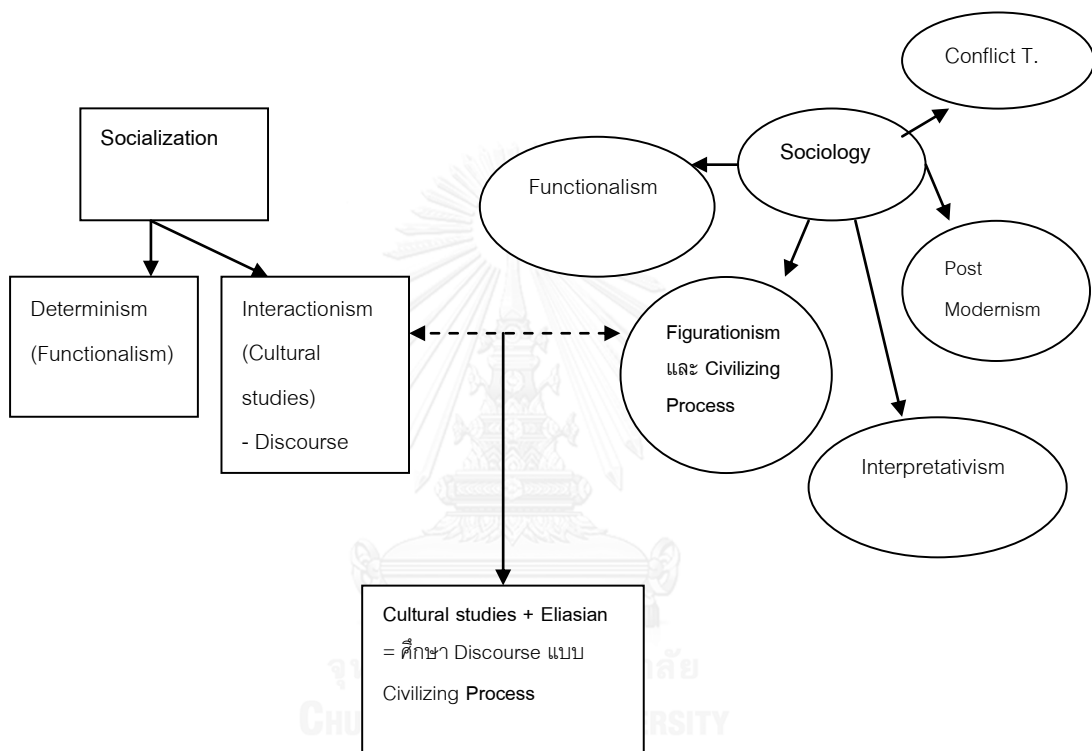 Conflict T.
Socialization
Sociology
Functionalism
Determinism
(Functionalism)
Interactionism
(Cultural
studies)
- Discourse
Figurationism
และ Civilizing
Process
Post
Modernism
Interpretativism
Cultural studies + Eliasian
= ศึกษา Discourse แบบ
Civilizing Process